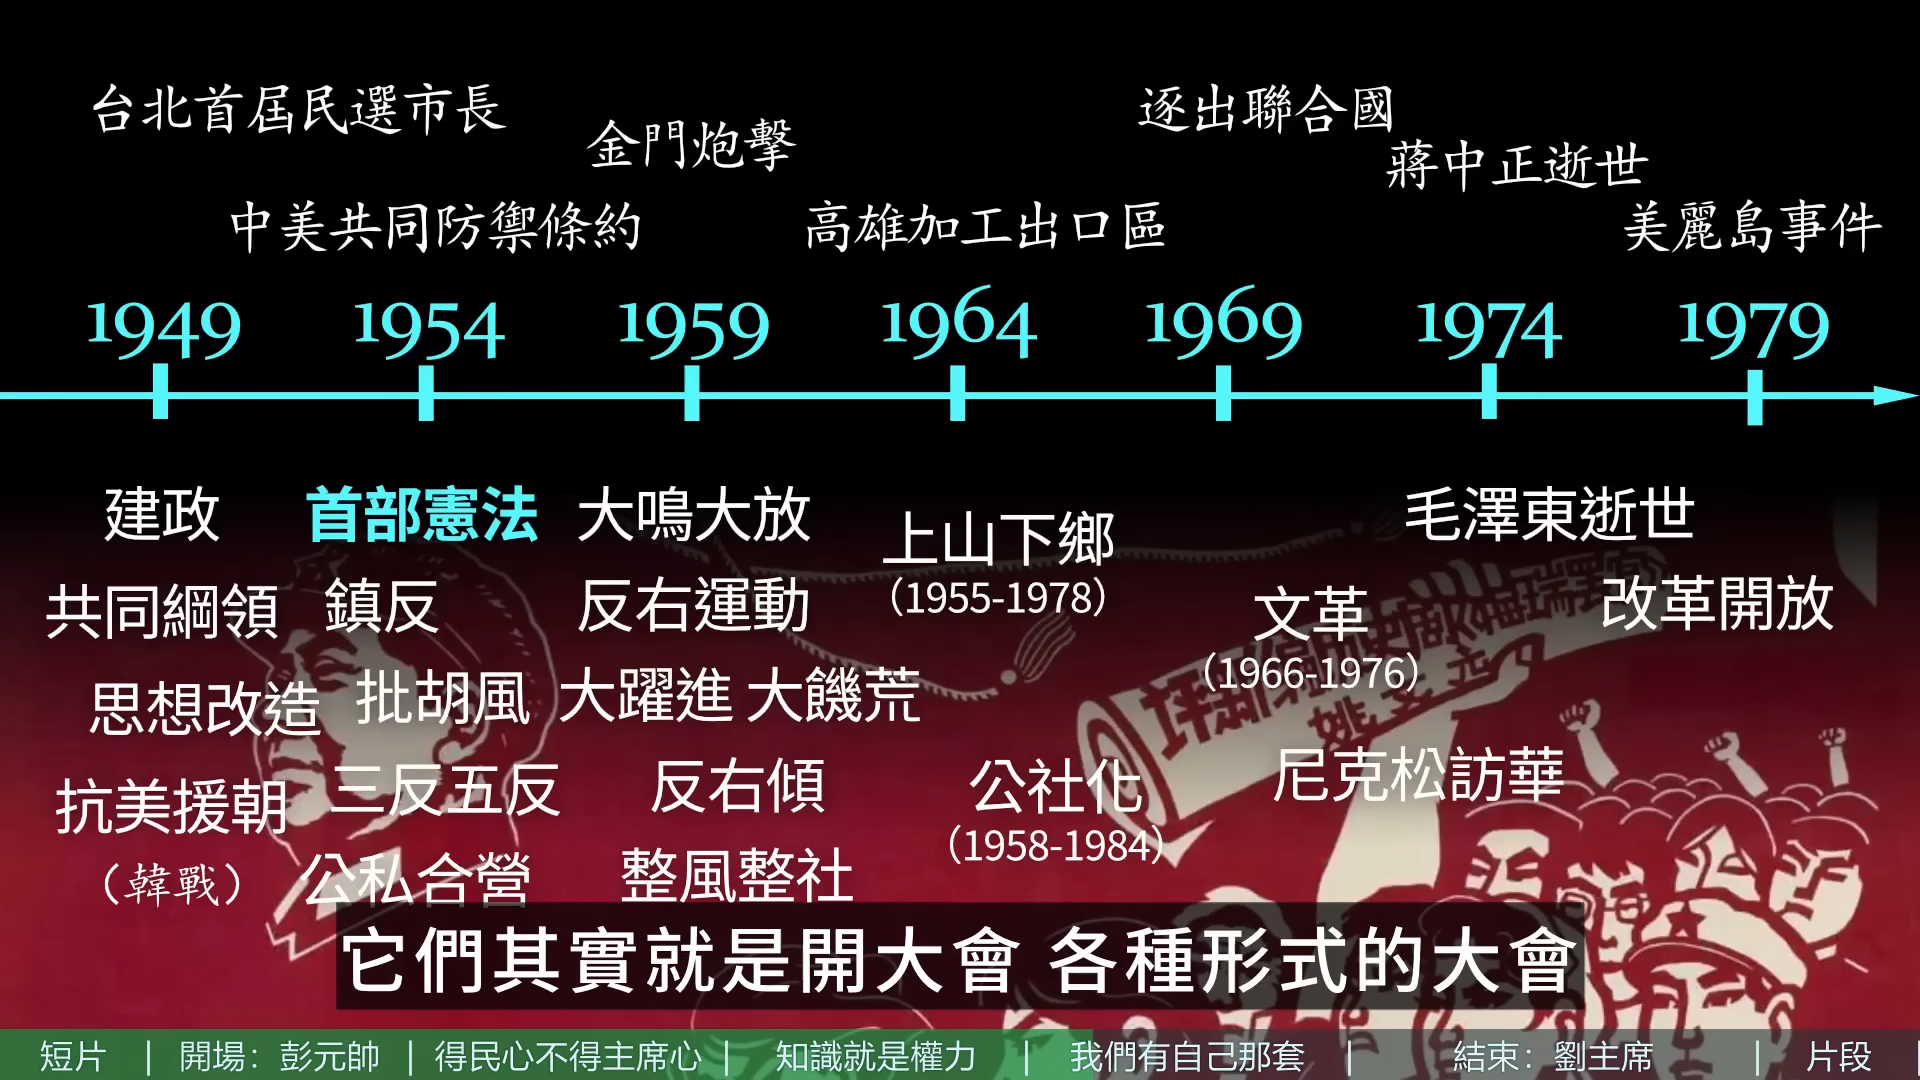 台北首屆民選市長
逐出聯合國
金門炮擊
蔣中正逝世
中美共同防禦條約
高雄加工出口區
美麗島事件
1949 1954 1959 1964 1969 1974 1979
建政
共同綱領
思想改造
抗美援朝
（韓戰）
首部憲法
鎮反
批胡風
三反五反
公私合營
大鳴大放
反右運動
大躍進 大饑荒
反右傾
整風整社
上山下鄉
（1955-1978）
公社化
（1958-1984）
文革
（1966-1976）
尼克松訪華
毛澤東逝世
改革開放
它們其實就是開大會 各種形式的大會
短片 | 開場：彭元帥 | 得民心不得主席心 | 知識就是權力 | 我們有自己那套 | 結束：劉主席 | 片段